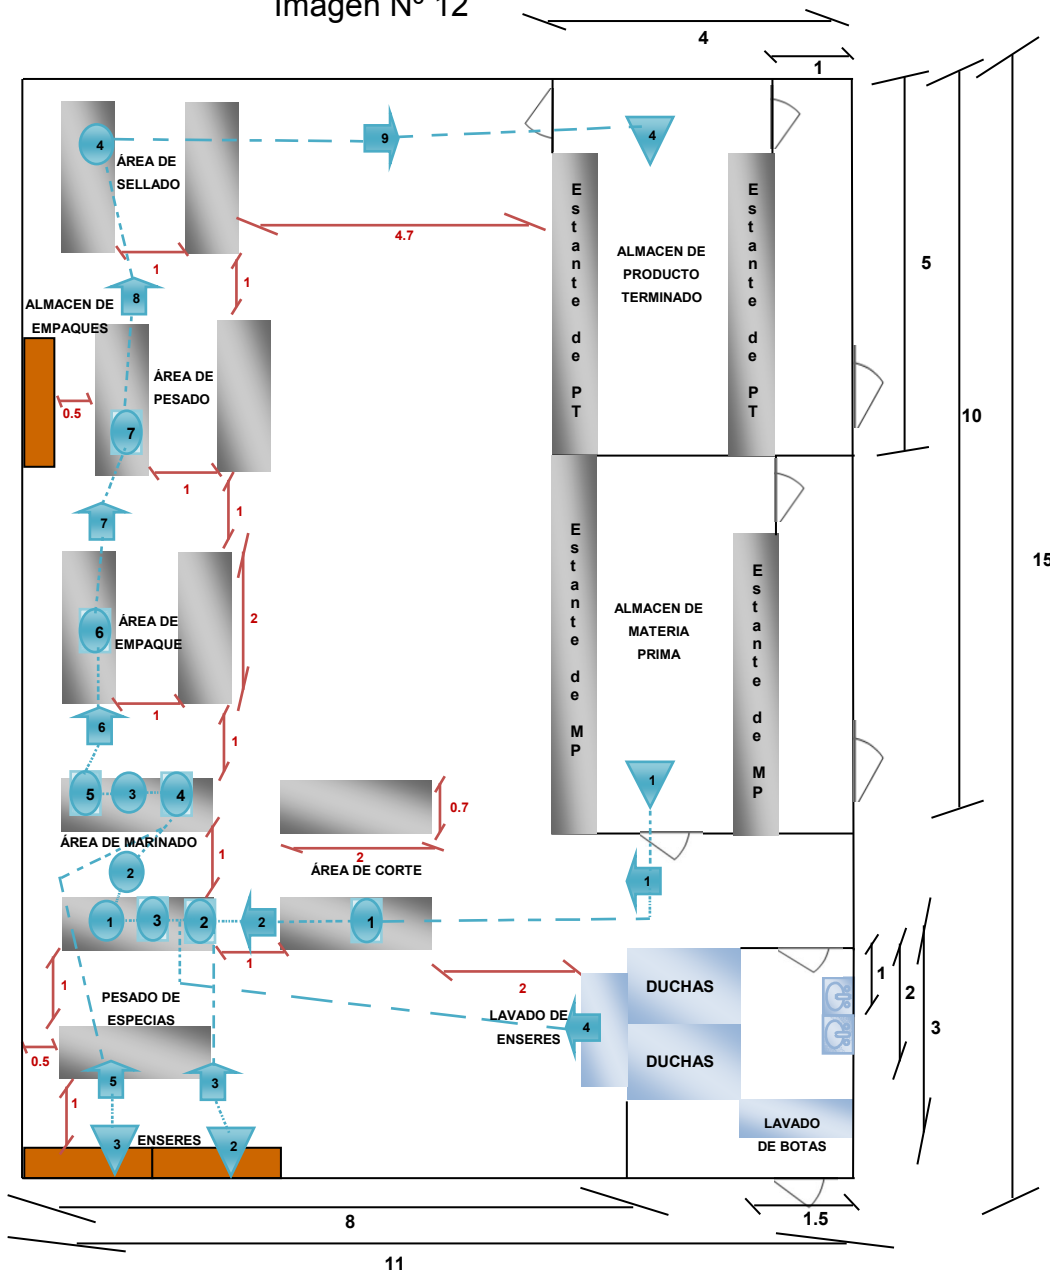 Imagen Nº 12
4
1
4
9
4
ÁREA DE
SELLADO
4.7
1
1
Estante de PT
Estante de PT
ALMACEN DE
PRODUCTO
TERMINADO
5
8
ALMACEN DE
EMPAQUES
ÁREA DE
PESADO
0.5
7
10
1
1
7
Estante de MP
Estante de MP
15
ALMACEN DE
MATERIA
PRIMA
6
ÁREA DE
EMPAQUE
2
1
6
1
5
3
4
1
0.7
ÁREA DE MARINADO
1
2
ÁREA DE CORTE
2
1
1
3
2
2
1
1
1
2
1
2
3
DUCHAS
PESADO DE
ESPECIAS
LAVADO DE
ENSERES
4
0.5
DUCHAS
5
3
1
LAVADO
DE BOTAS
3
ENSERES
2
8
1.5
11